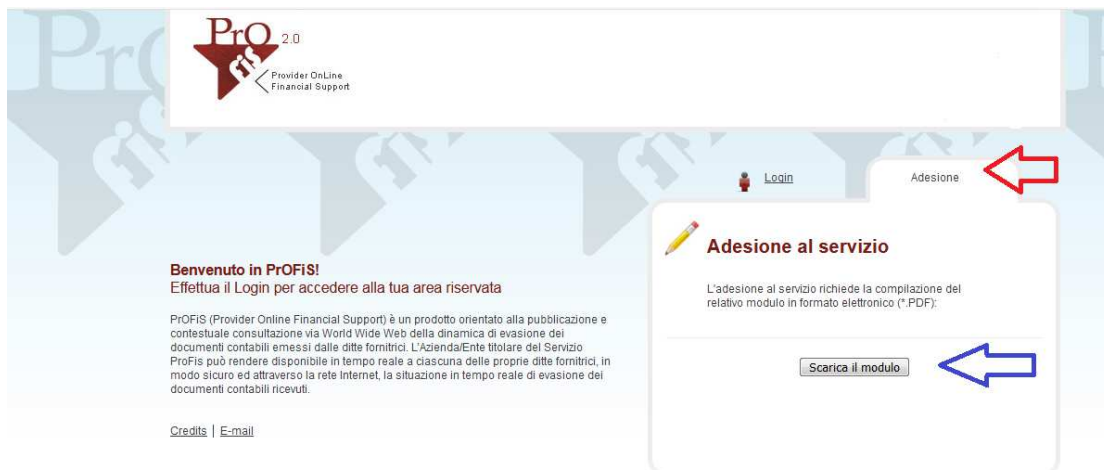 PrO 2.0
fis
Provider OnLine
Financial Support
Login
Adesione
Adesione al servizio
L'adesione al servizio richiede la compilazione del
relativo modulo in formato elettronico (*.PDF):
Scarica il modulo
Benvenuto in PrOFiS!
Effettua il Login per accedere alla tua area riservata
PrOFiS (Provider Online Financial Support) è un prodotto orientato alla pubblicazione e
contestuale consultazione via World Wide Web della dinamica di evasione dei
documenti contabili emessi dalle ditte fornitrici. L'Azienda/Ente titolare del Servizio
ProFis può rendere disponibile in tempo reale a ciascuna delle proprie ditte fornitrici, in
modo sicuro ed attraverso la rete Internet, la situazione in tempo reale di evasione dei
documenti contabili ricevuti.
Credits | E-mail